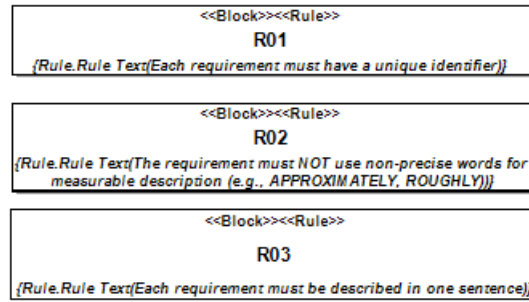 <<Block>><<Rule>>
R01
{Rule.Rule Text(Each requirement must have a unique identifier)}
<<Block>><<Rule>>
R02
{Rule.Rule Text(The requirement must NOT use non-precise words for
measurable description (e.g., APPROXIMATELY, ROUGHLY))}
<<Block>><<Rule>>
R03
{Rule.Rule Text(Each requirement must be described in one sentence)}